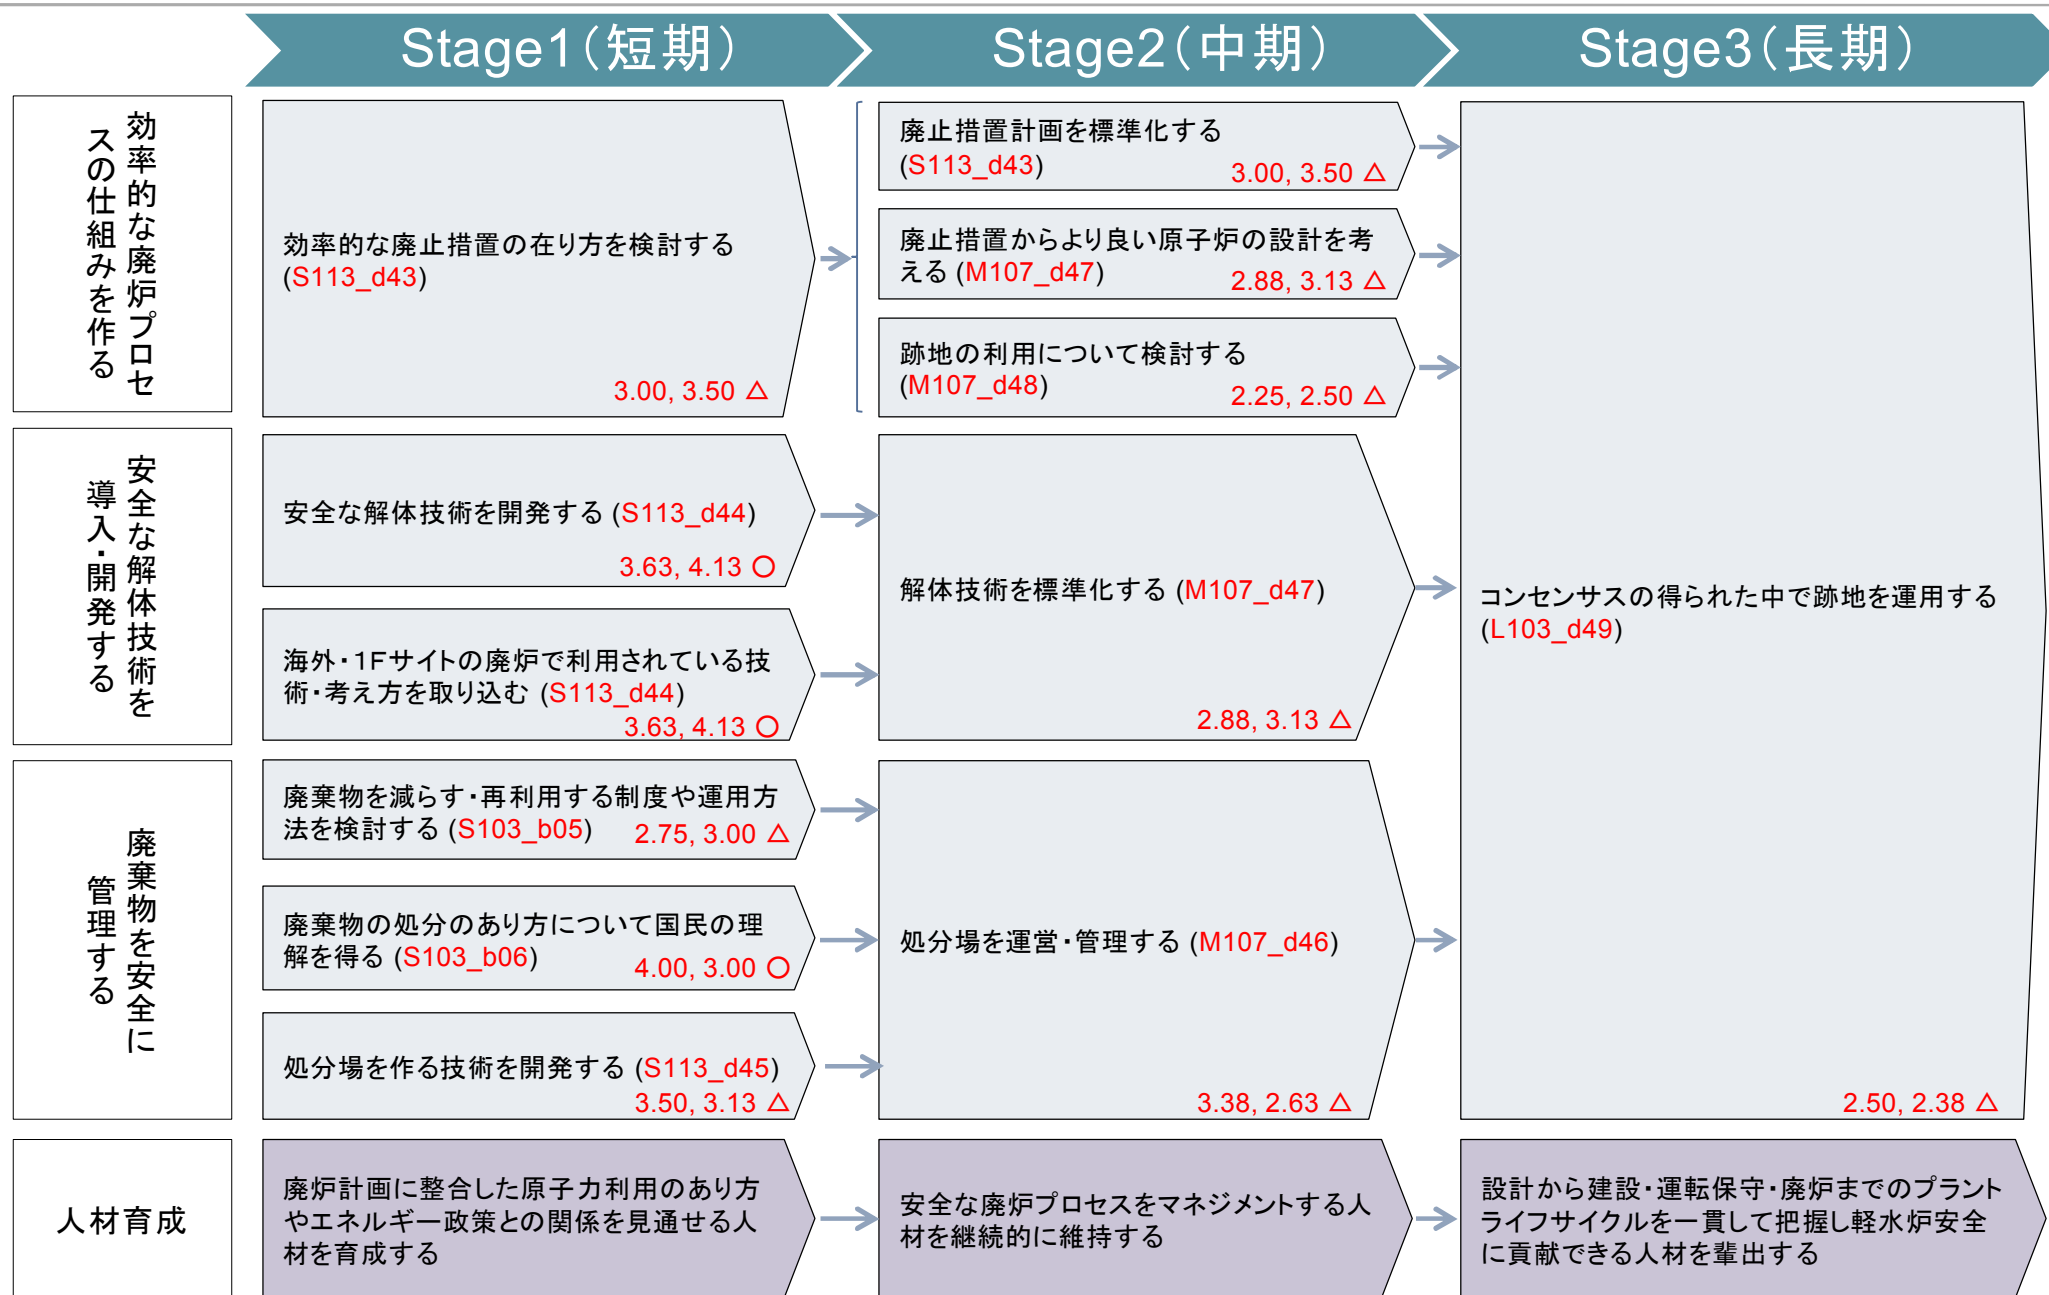 Stage1(短期)
Stage2(中期)
Stage3(長期)
効率的な廃炉プロセ
スの仕組みを作る
効率的な廃止措置の在り方を検討する
(S113_d43)
3.00, 3.50 △
廃止措置計画を標準化する
(S113_d43)
3.00, 3.50 △
廃止措置からより良い原子炉の設計を考
える (M107_d47)
2.88, 3.13 △
跡地の利用について検討する
(M107_d48)
2.25, 2.50 △
安全な解体技術を
導入・開発する
安全な解体技術を開発する (S113_d44)
3.63, 4.13 〇
海外・1Fサイトの廃炉で利用されている技
術・考え方を取り込む (S113_d44)
3.63, 4.13 〇
解体技術を標準化する (M107_d47)
2.88, 3.13 △
コンセンサスの得られた中で跡地を運用する
(L103_d49)
2.50, 2.38 △
廃棄物を安全に
管理する
廃棄物を減らす・再利用する制度や運用方
法を検討する (S103_b05) 2.75, 3.00 △
廃棄物の処分のあり方について国民の理
解を得る (S103_b06) 4.00, 3.00 〇
処分場を作る技術を開発する (S113_d45)
3.50, 3.13 △
処分場を運営・管理する (M107_d46)
3.38, 2.63 △
人材育成
廃炉計画に整合した原子力利用のあり方
やエネルギー政策との関係を見通せる人
材を育成する
安全な廃炉プロセスをマネジメントする人
材を継続的に維持する
設計から建設・運転保守・廃炉までのプラント
ライフサイクルを一貫して把握し軽水炉安全
に貢献できる人材を輩出する